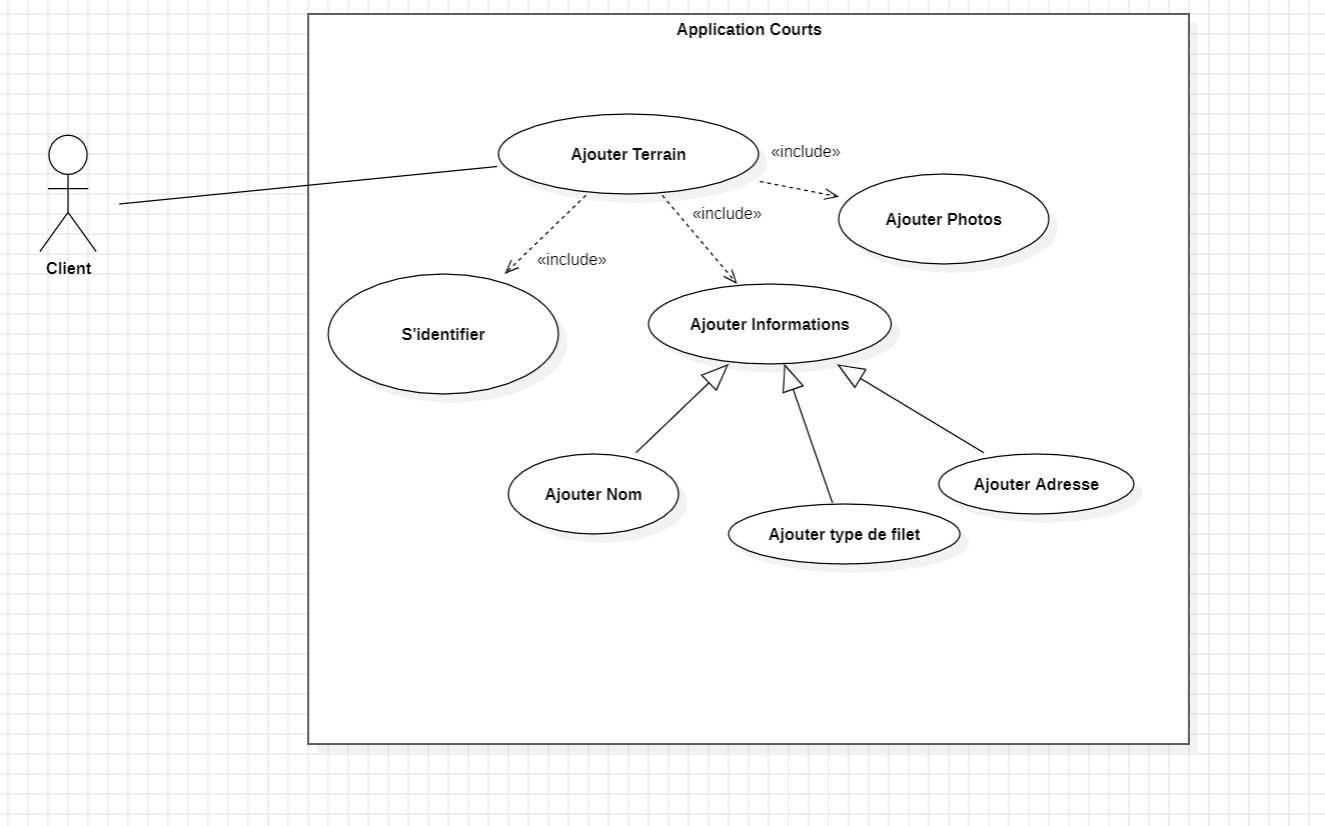 Application Courts
Ajouter Terrain
«include»
Ajouter Photos
«include»
«include»
Client
S'identifier
Ajouter Informations
Ajouter Nom
Ajouter type de filet
Ajouter Adresse